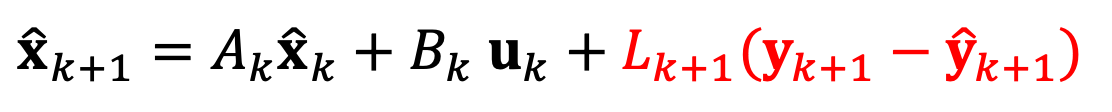 x̂ₖ₊₁ = Aₖx̂ₖ + Bₖ uₖ + Lₖ₊₁(yₖ₊₁ − ŷₖ₊₁)